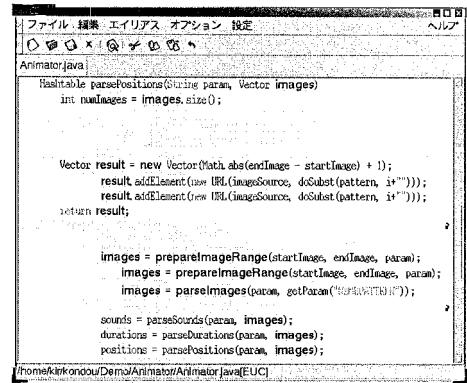 ファイル 編集 エイリアス オプション 設定 ヘルプ
Animator.java
Hashtable parsePositions(String param, Vector images)
int numImages = images.size();
Vector result = new Vector(Math.abs(endImage - startImage) + 1);
result.addElement(new URL(imageSource, doSubst(pattern, i+"")));
result.addElement(new URL(imageSource, doSubst(pattern, i+"")));
return result;
images = prepareImageRange(startImage, endImage, param);
images = prepareImageRange(startImage, endImage, param);
images = parseImages(param, getParam(" "));
sounds = parseSounds(param, images);
durations = parseDurations(param, images);
positions = parsePositions(param, images);
/home/kir/kondou/Demo/Animator/Animator.java[EUC]